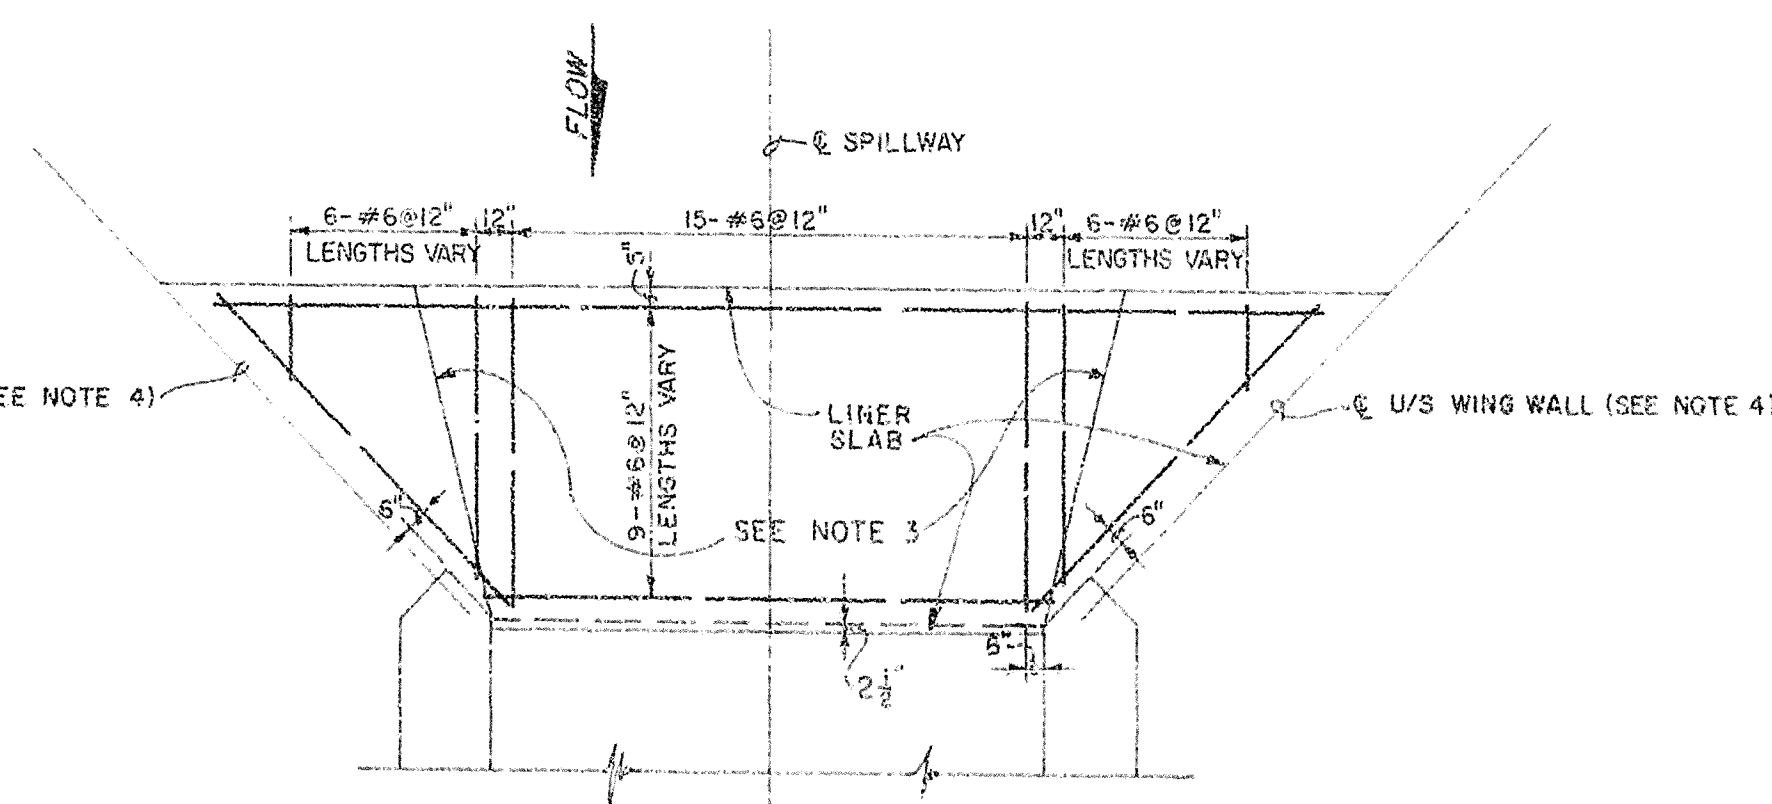 FLOW
℄ SPILLWAY
6-#6@12" 12" 15-#6@12" 12" 6-#6@12"
LENGTHS VARY
LENGTHS VARY
5"
9-#6@12"
LENGTHS VARY
EE NOTE 4)
LINER
SLAB
℄ U/S WING WALL (SEE NOTE 4)
6"
SEE NOTE 3
6"
2 1/2"